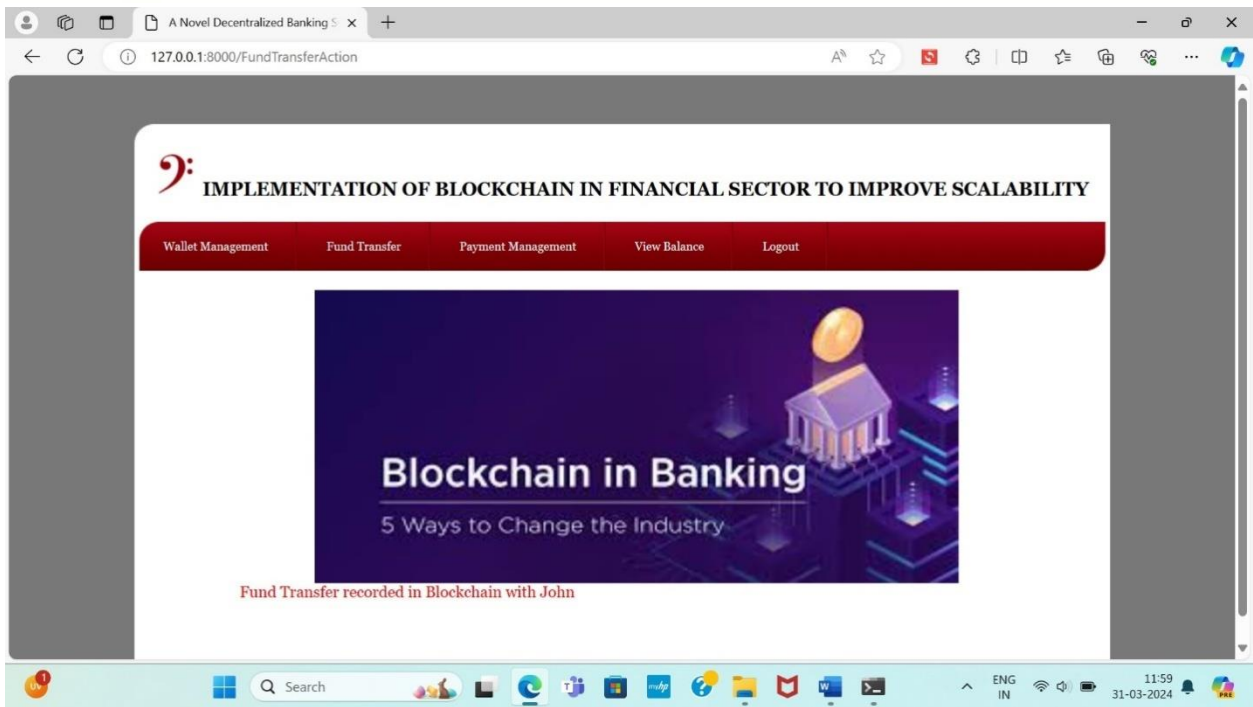 A Novel Decentralized Banking S
127.0.0.1:8000/FundTransferAction
IMPLEMENTATION OF BLOCKCHAIN IN FINANCIAL SECTOR TO IMPROVE SCALABILITY
Wallet Management Fund Transfer Payment Management View Balance Logout
Blockchain in Banking
5 Ways to Change the Industry
Fund Transfer recorded in Blockchain with John
Search
ENG
IN
11:59
31-03-2024